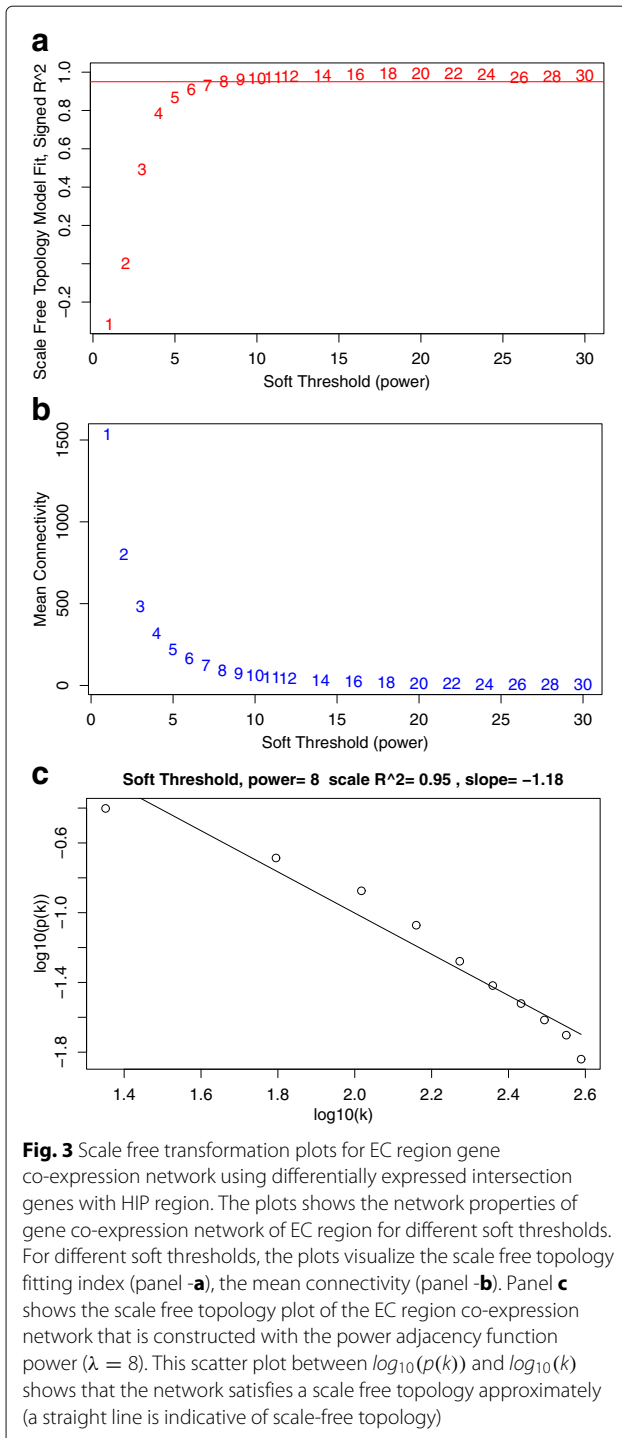 a
Scale Free Topology Model Fit, Signed R^2
1.0
0.8
0.6
0.4
0.2
−0.2
1 2 3 4 5 6 7 8 9 10 11 12 14 16 18 20 22 24 26 28 30
0 5 10 15 20 25 30
Soft Threshold (power)
b
Mean Connectivity
1500
1000
500
0
1 2 3 4 5 6 7 8 9 10 11 12 14 16 18 20 22 24 26 28 30
0 5 10 15 20 25 30
Soft Threshold (power)
c
Soft Threshold, power= 8 scale R^2= 0.95 , slope= −1.18
log10(p(k))
−0.6
−1.0
−1.4
−1.8
1.4 1.6 1.8 2.0 2.2 2.4 2.6
log10(k)
Fig. 3 Scale free transformation plots for EC region gene
co-expression network using differentially expressed intersection
genes with HIP region. The plots shows the network properties of
gene co-expression network of EC region for different soft thresholds.
For different soft thresholds, the plots visualize the scale free topology
fitting index (panel -a), the mean connectivity (panel -b). Panel c
shows the scale free topology plot of the EC region co-expression
network that is constructed with the power adjacency function
power (λ = 8). This scatter plot between log10(p(k)) and log10(k)
shows that the network satisfies a scale free topology approximately
(a straight line is indicative of scale-free topology)